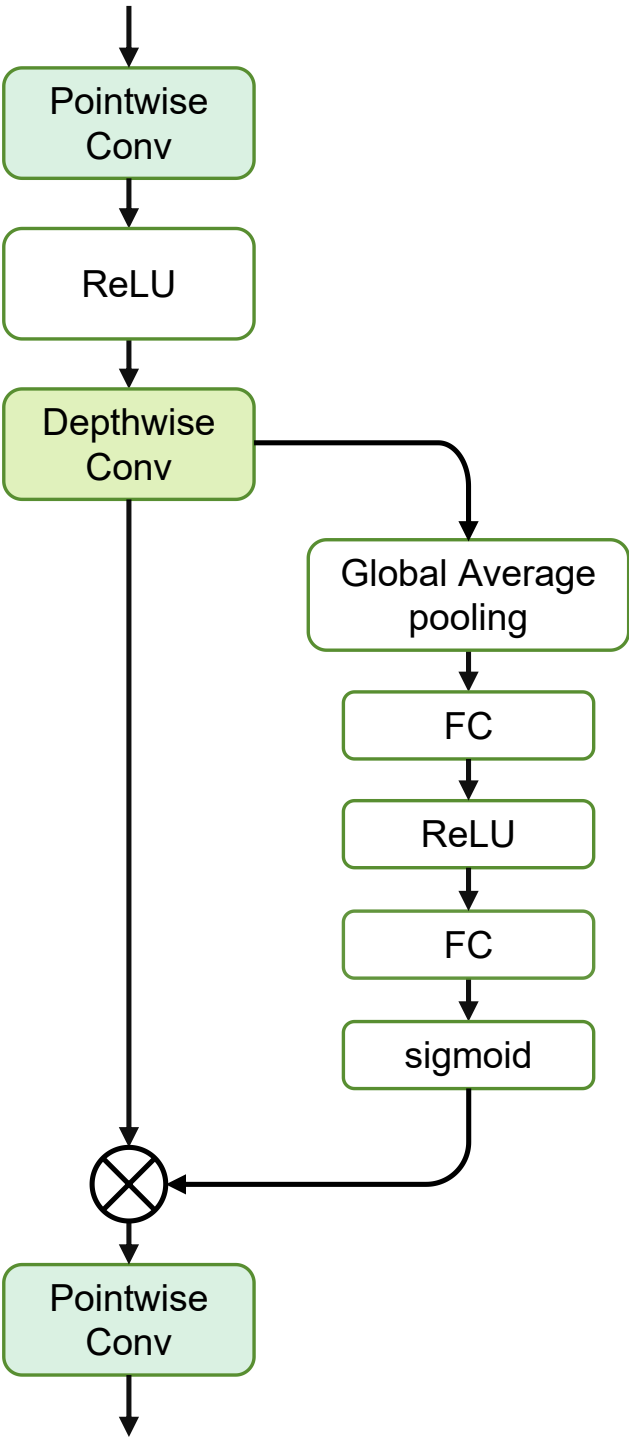 Pointwise
Conv
ReLU
Depthwise
Conv
Global Average
pooling
FC
ReLU
FC
sigmoid
Pointwise
Conv